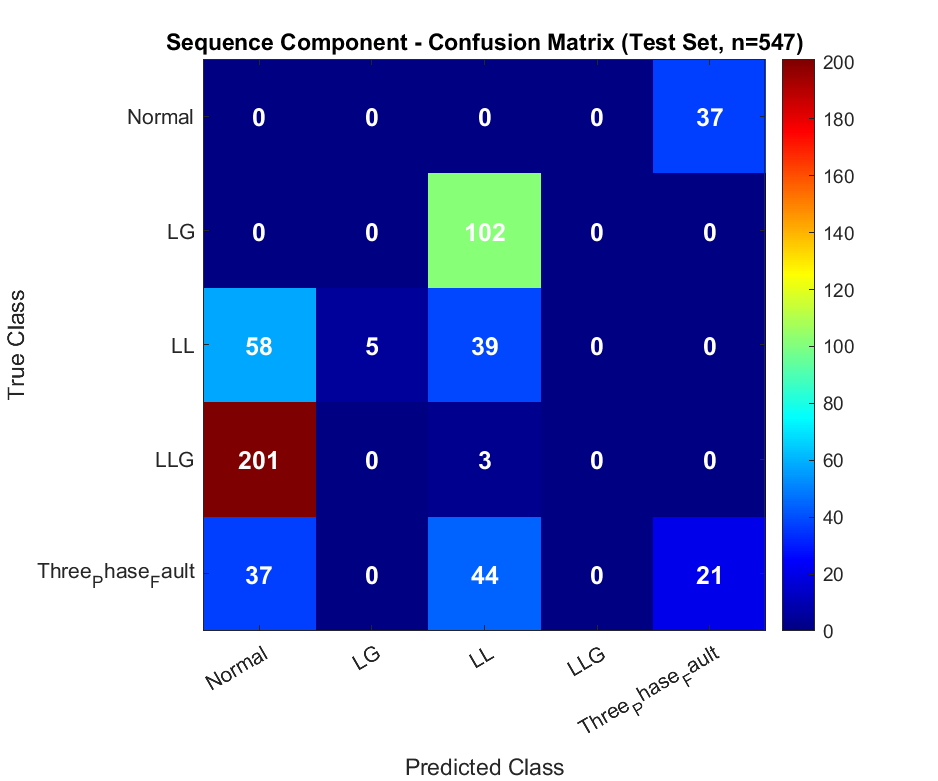 Sequence Component - Confusion Matrix (Test Set, n=547)
Normal 0 0 0 0 37
LG 0 0 102 0 0
LL 58 5 39 0 0
LLG 201 0 3 0 0
Three_Phase_Fault 37 0 44 0 21
Normal LG LL LLG Three_Phase_Fault
Predicted Class
True Class
200
180
160
140
120
100
80
60
40
20
0